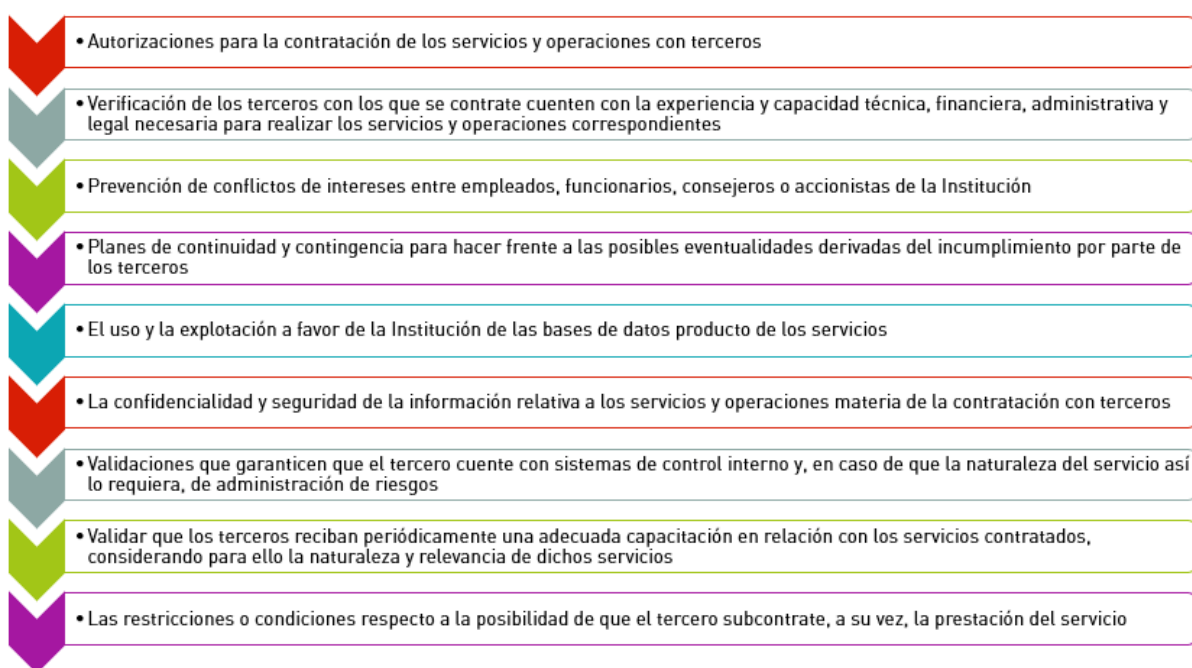 • Autorizaciones para la contratación de los servicios y operaciones con terceros
• Verificación de los terceros con los que se contrate cuenten con la experiencia y capacidad técnica, financiera, administrativa y
legal necesaria para realizar los servicios y operaciones correspondientes
• Prevención de conflictos de intereses entre empleados, funcionarios, consejeros o accionistas de la Institución
• Planes de continuidad y contingencia para hacer frente a las posibles eventualidades derivadas del incumplimiento por parte de
los terceros
• El uso y la explotación a favor de la Institución de las bases de datos producto de los servicios
• La confidencialidad y seguridad de la información relativa a los servicios y operaciones materia de la contratación con terceros
• Validaciones que garanticen que el tercero cuente con sistemas de control interno y, en caso de que la naturaleza del servicio así
lo requiera, de administración de riesgos
• Validar que los terceros reciban periódicamente una adecuada capacitación en relación con los servicios contratados,
considerando para ello la naturaleza y relevancia de dichos servicios
• Las restricciones o condiciones respecto a la posibilidad de que el tercero subcontrate, a su vez, la prestación del servicio